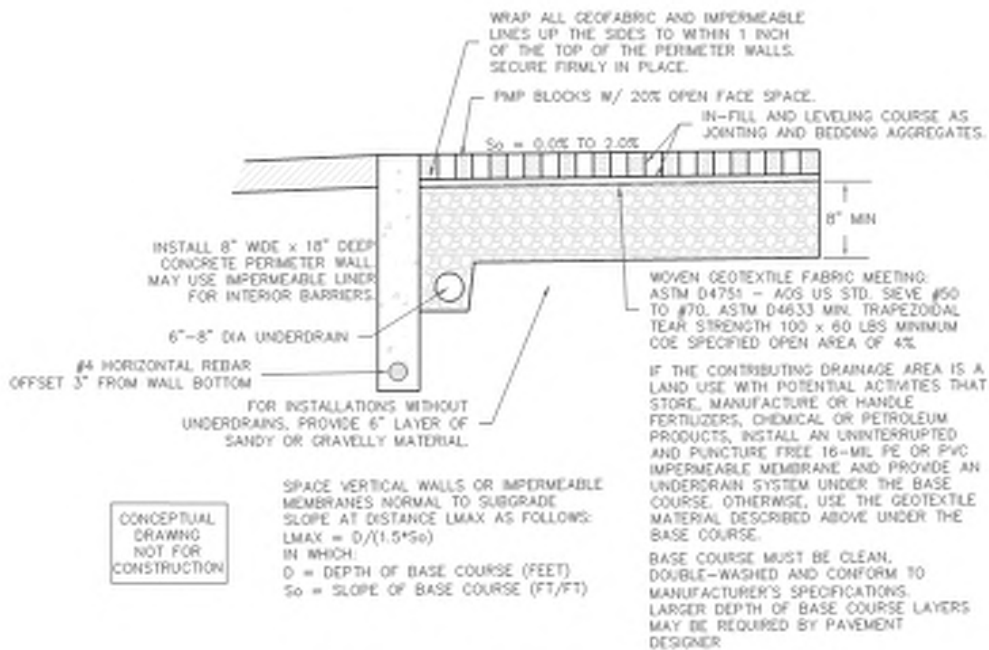 WRAP ALL GEOFABRIC AND IMPERMEABLE
LINES UP THE SIDES TO WITHIN 1 INCH
OF THE TOP OF THE PERIMETER WALLS.
SECURE FIRMLY IN PLACE.
PMP BLOCKS W/ 20% OPEN FACE SPACE.
IN-FILL AND LEVELING COURSE AS
JOINTING AND BEDDING AGGREGATES.
So = 0.0% TO 2.0%
8" MIN
INSTALL 8" WIDE x 18" DEEP
CONCRETE PERIMETER WALL.
MAY USE IMPERMEABLE LINER
FOR INTERIOR BARRIERS.
6"-8" DIA UNDERDRAIN
#4 HORIZONTAL REBAR
OFFSET 3" FROM WALL BOTTOM
FOR INSTALLATIONS WITHOUT
UNDERDRAINS, PROVIDE 6" LAYER OF
SANDY OR GRAVELLY MATERIAL.
WOVEN GEOTEXTILE FABRIC MEETING:
ASTM D4751 - AOS US STD. SIEVE #50
TO #70, ASTM D4633 MIN. TRAPEZOIDAL
TEAR STRENGTH 100 x 60 LBS MINIMUM
COE SPECIFIED OPEN AREA OF 4%
IF THE CONTRIBUTING DRAINAGE AREA IS A
LAND USE WITH POTENTIAL ACTIVITIES THAT
STORE, MANUFACTURE OR HANDLE
FERTILIZERS, CHEMICAL OR PETROLEUM
PRODUCTS, INSTALL AN UNINTERRUPTED
AND PUNCTURE FREE 16-MIL PE OR PVC
IMPERMEABLE MEMBRANE AND PROVIDE AN
UNDERDRAIN SYSTEM UNDER THE BASE
COURSE. OTHERWISE, USE THE GEOTEXTILE
MATERIAL DESCRIBED ABOVE UNDER THE
BASE COURSE.
BASE COURSE MUST BE CLEAN,
DOUBLE-WASHED AND CONFORM TO
MANUFACTURER'S SPECIFICATIONS.
LARGER DEPTH OF BASE COURSE LAYERS
MAY BE REQUIRED BY PAVEMENT
DESIGNER
SPACE VERTICAL WALLS OR IMPERMEABLE
MEMBRANES NORMAL TO SUBGRADE
SLOPE AT DISTANCE LMAX AS FOLLOWS:
LMAX = D/(1.5*So)
IN WHICH:
D = DEPTH OF BASE COURSE (FEET)
So = SLOPE OF BASE COURSE (FT/FT)
CONCEPTUAL
DRAWING
NOT FOR
CONSTRUCTION